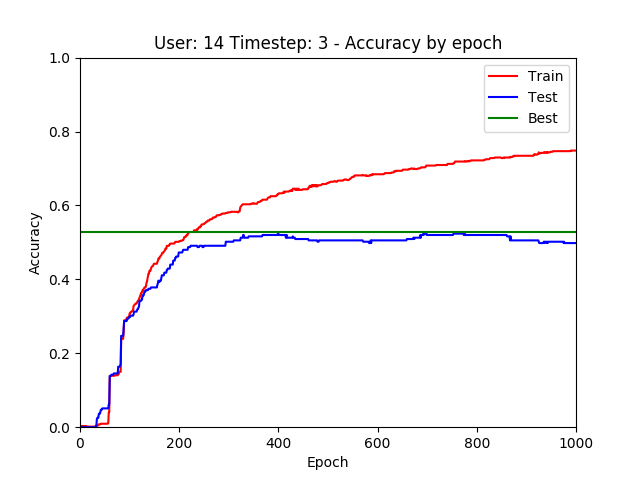 User: 14 Timestep: 3 - Accuracy by epoch
1.0
0.8
0.6
0.4
0.2
0.0
Accuracy
0 200 400 600 800 1000
Epoch
Train
Test
Best